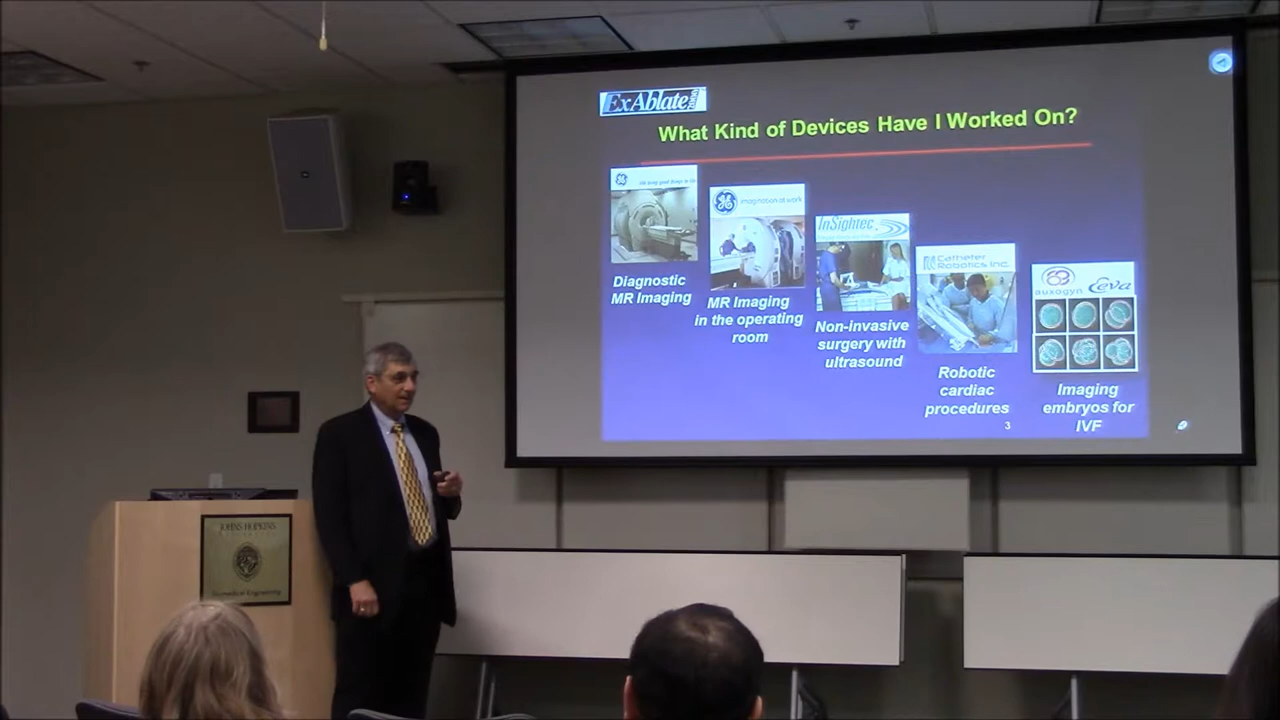 ExAblate
2000
What Kind of Devices Have I Worked On?
Diagnostic
MR Imaging
imagination at work
MR Imaging
in the operating
room
InSightec
Non-invasive
surgery with
ultrasound
Catheter
Robotics Inc.
Robotic
cardiac
procedures
auxogyn Eeva
Imaging
embryos for
IVF
3
JOHNS HOPKINS
Biomedical Engineering